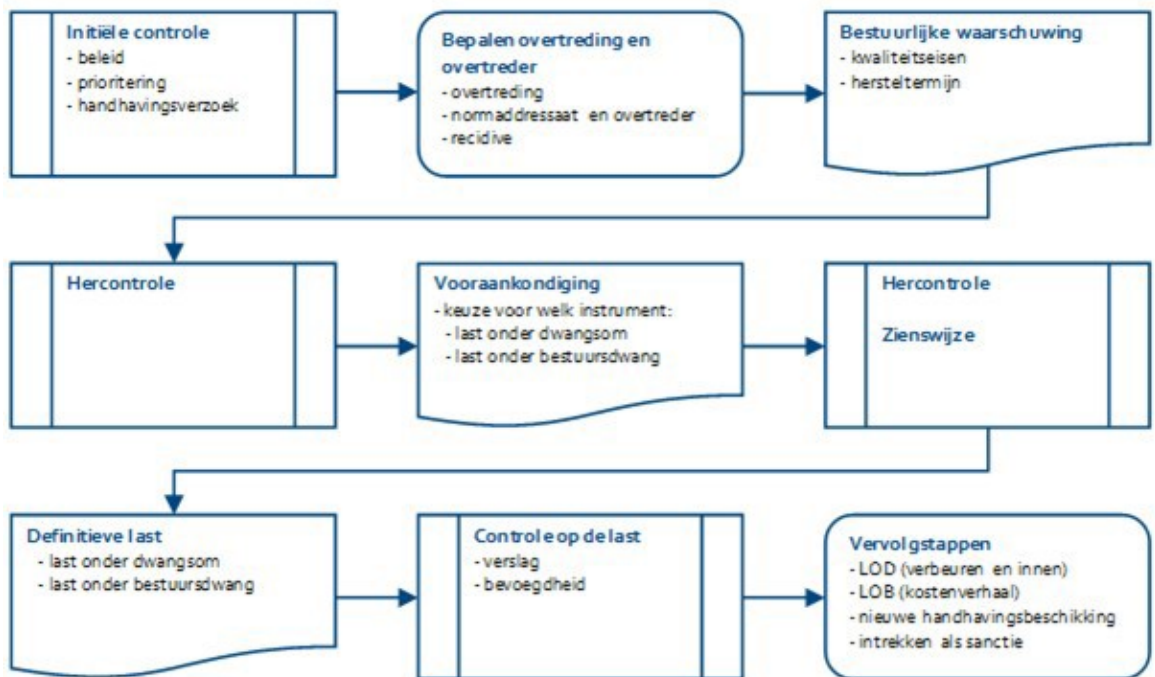 Initiële controle
- beleid
- prioritering
- handhavingsverzoek
Bepalen overtreding en
overtreder
- overtreding
- normaddressaat en overtreder
- recidive
Bestuurlijke waarschuwing
- kwaliteitseisen
- hersteltermijn
Hercontrole
Vooraankondiging
- keuze voor welk instrument:
- last onder dwangsom
- last onder bestuursdwang
Hercontrole
Zienswijze
Definitieve last
- last onder dwangsom
- last onder bestuursdwang
Controle op de last
- verslag
- bevoegdheid
Vervolgstappen
- LOD (verbeuren en innen)
- LOB (kostenverhaal)
- nieuwe handhavingsbeschikking
- intrekken als sanctie